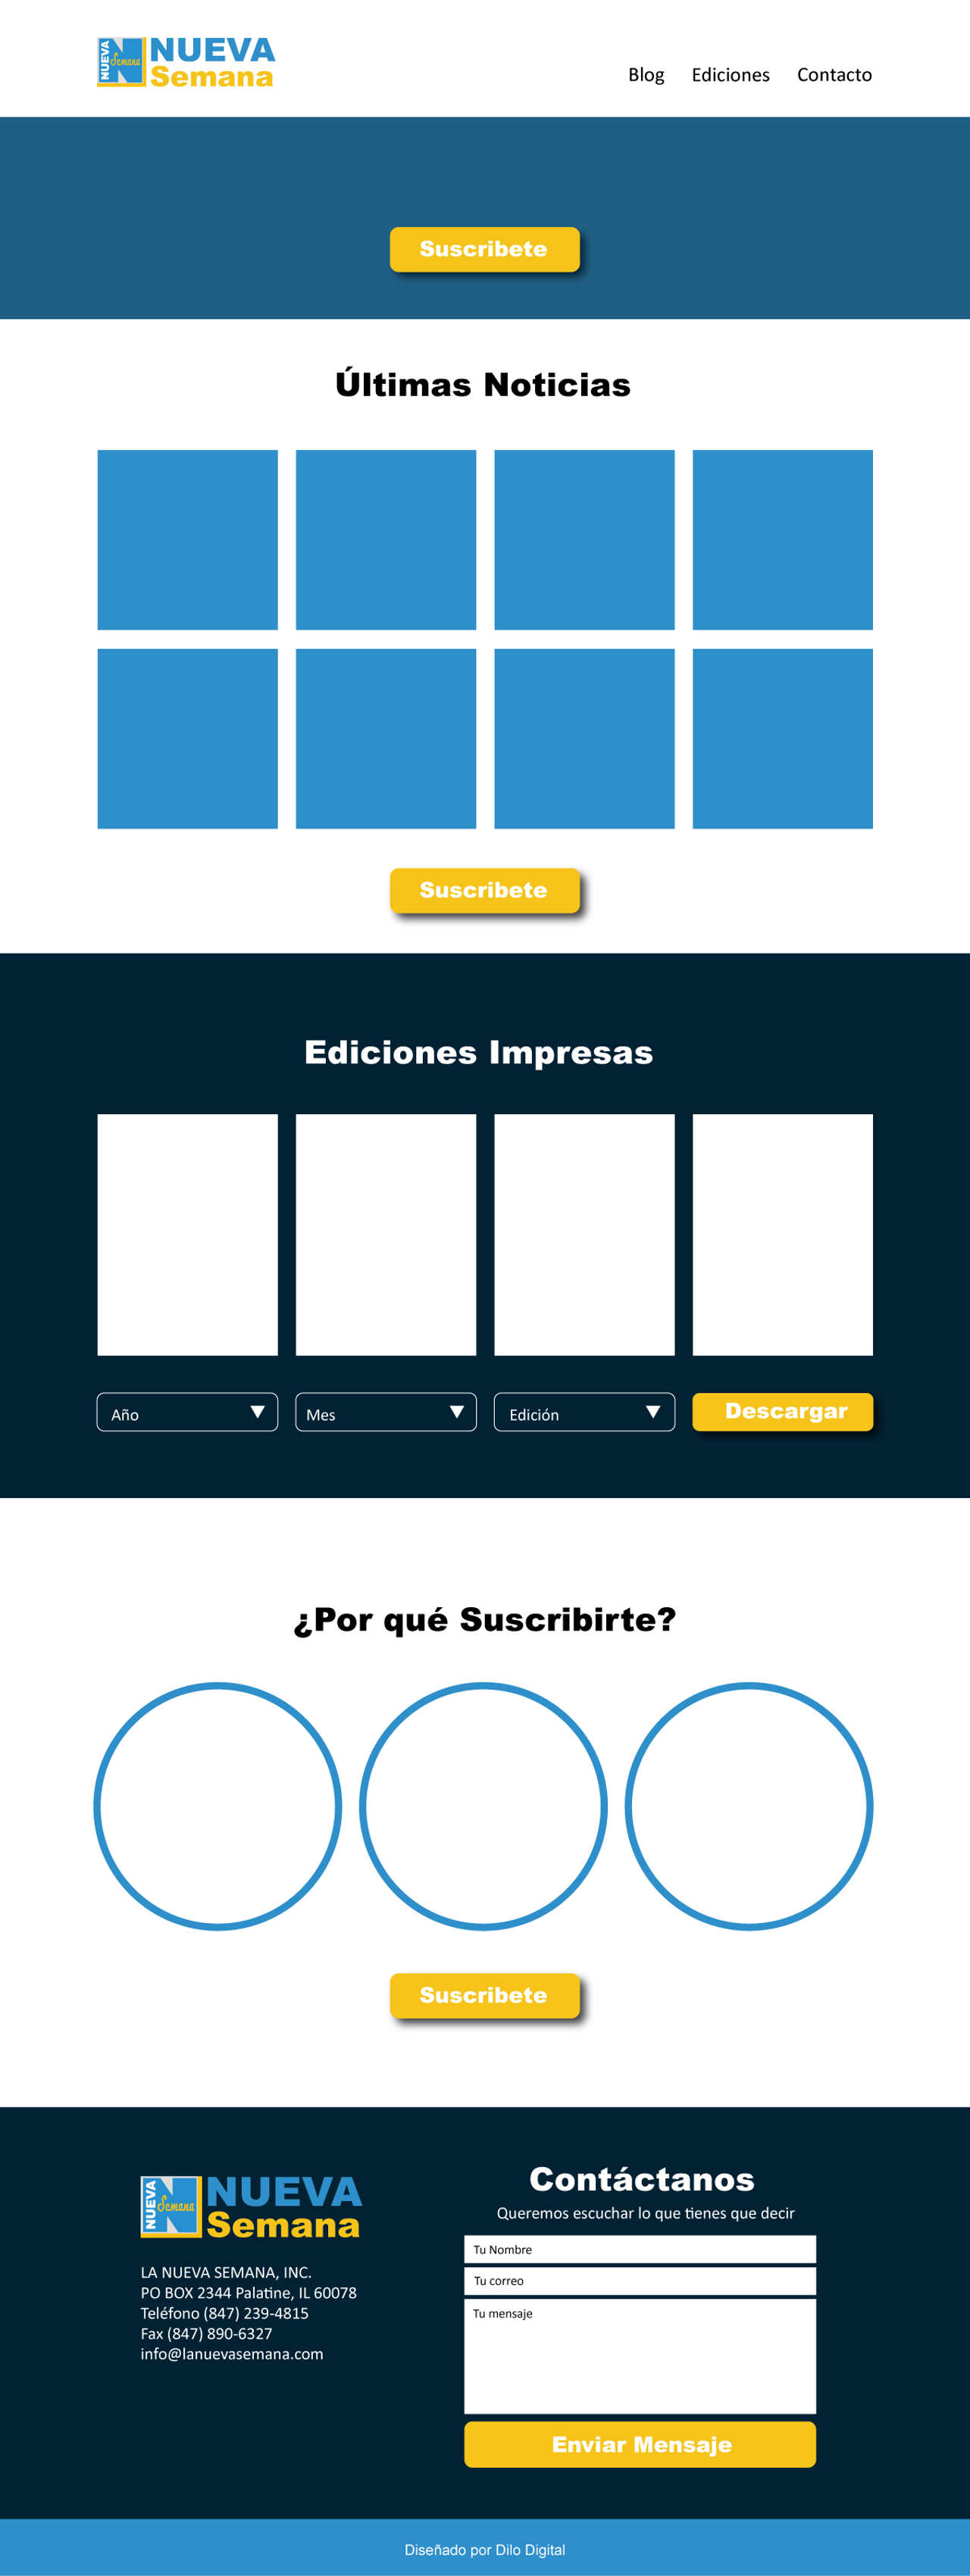 NUEVA
Semana
NUEVA
Semana
Blog Ediciones Contacto
Suscribete
Últimas Noticias
Suscribete
Ediciones Impresas
Año Mes Edición Descargar
¿Por qué Suscribirte?
Suscribete
NUEVA
Semana
NUEVA
Semana
LA NUEVA SEMANA, INC.
PO BOX 2344 Palatine, IL 60078
Teléfono (847) 239-4815
Fax (847) 890-6327
info@lanuevasemana.com
Contáctanos
Queremos escuchar lo que tienes que decir
Tu Nombre
Tu correo
Tu mensaje
Enviar Mensaje
Diseñado por Dilo Digital